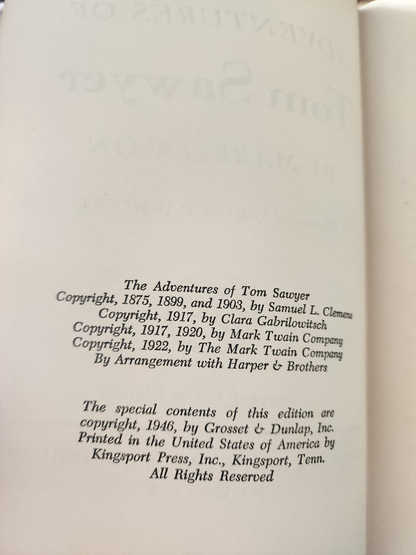 The Adventures of Tom Sawyer
Copyright, 1875, 1899, and 1903, by Samuel L. Clemens
Copyright, 1917, by Clara Gabrilowitsch
Copyright, 1917, 1920, by Mark Twain Company
Copyright, 1922, by The Mark Twain Company
By Arrangement with Harper & Brothers
The special contents of this edition are
copyright, 1946, by Grosset & Dunlap, Inc.
Printed in the United States of America by
Kingsport Press, Inc., Kingsport, Tenn.
All Rights Reserved